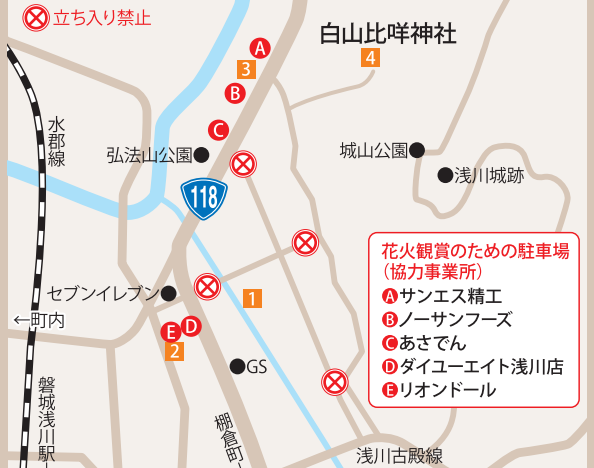 立ち入り禁止
白山比咩神社
A
3
4
B
水郡線
C
弘法山公園
城山公園
浅川城跡
118
花火観賞のための駐車場
（協力事業所）
Aサンエス精工
Bノーサンフーズ
Cあさでん
Dダイユーエイト浅川店
Eリオンドール
セブンイレブン
1
←町内
E
D
2
GS
磐城浅川駅→
棚倉町→
浅川古殿線